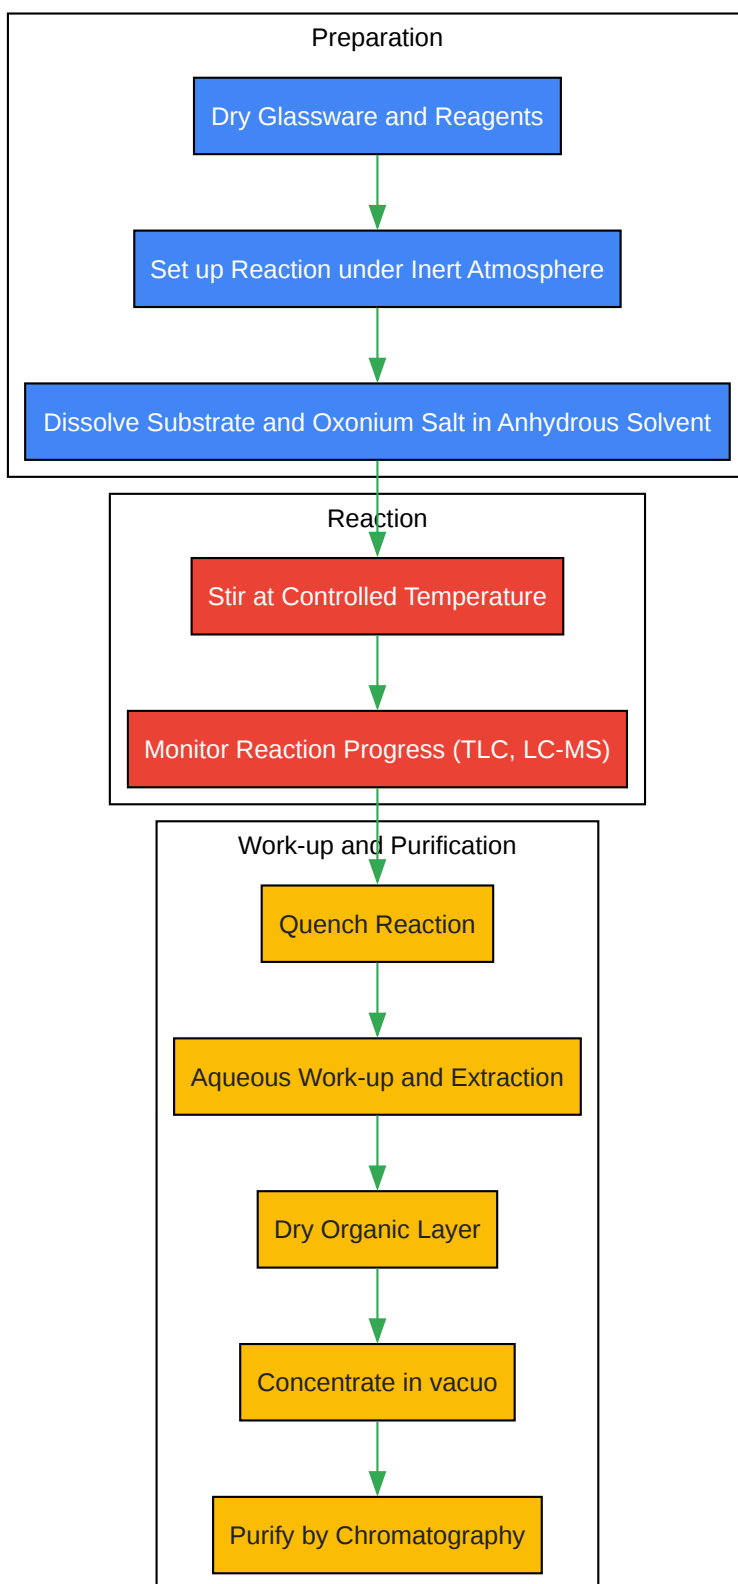 Preparation
Dry Glassware and Reagents
Set up Reaction under Inert Atmosphere
Dissolve Substrate and Oxonium Salt in Anhydrous Solvent
Reaction
Stir at Controlled Temperature
Monitor Reaction Progress (TLC, LC-MS)
Work-up and Purification
Quench Reaction
Aqueous Work-up and Extraction
Dry Organic Layer
Concentrate in vacuo
Purify by Chromatography